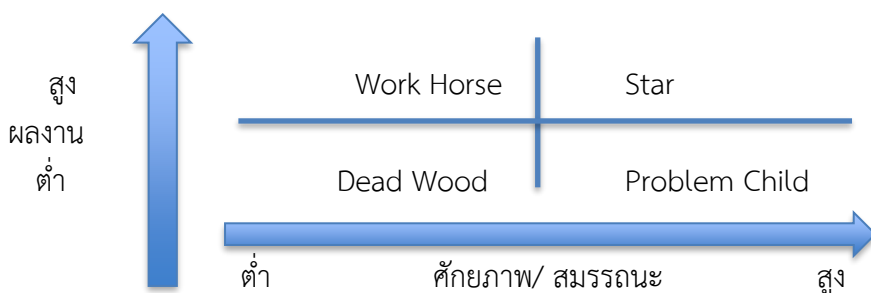 สูง
ผลงาน
ต่ำ
Work Horse
Star
Dead Wood
Problem Child
ต่ำ
ศักยภาพ/ สมรรถนะ
สูง